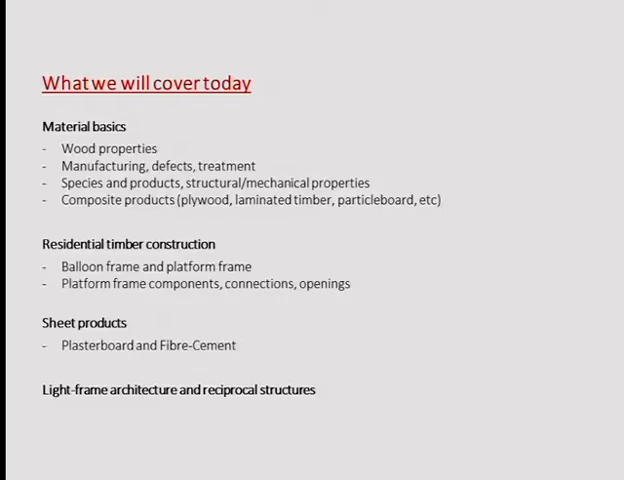 What we will cover today
Material basics
- Wood properties
- Manufacturing, defects, treatment
- Species and products, structural/mechanical properties
- Composite products (plywood, laminated timber, particleboard, etc)
Residential timber construction
- Balloon frame and platform frame
- Platform frame components, connections, openings
Sheet products
- Plasterboard and Fibre-Cement
Light-frame architecture and reciprocal structures